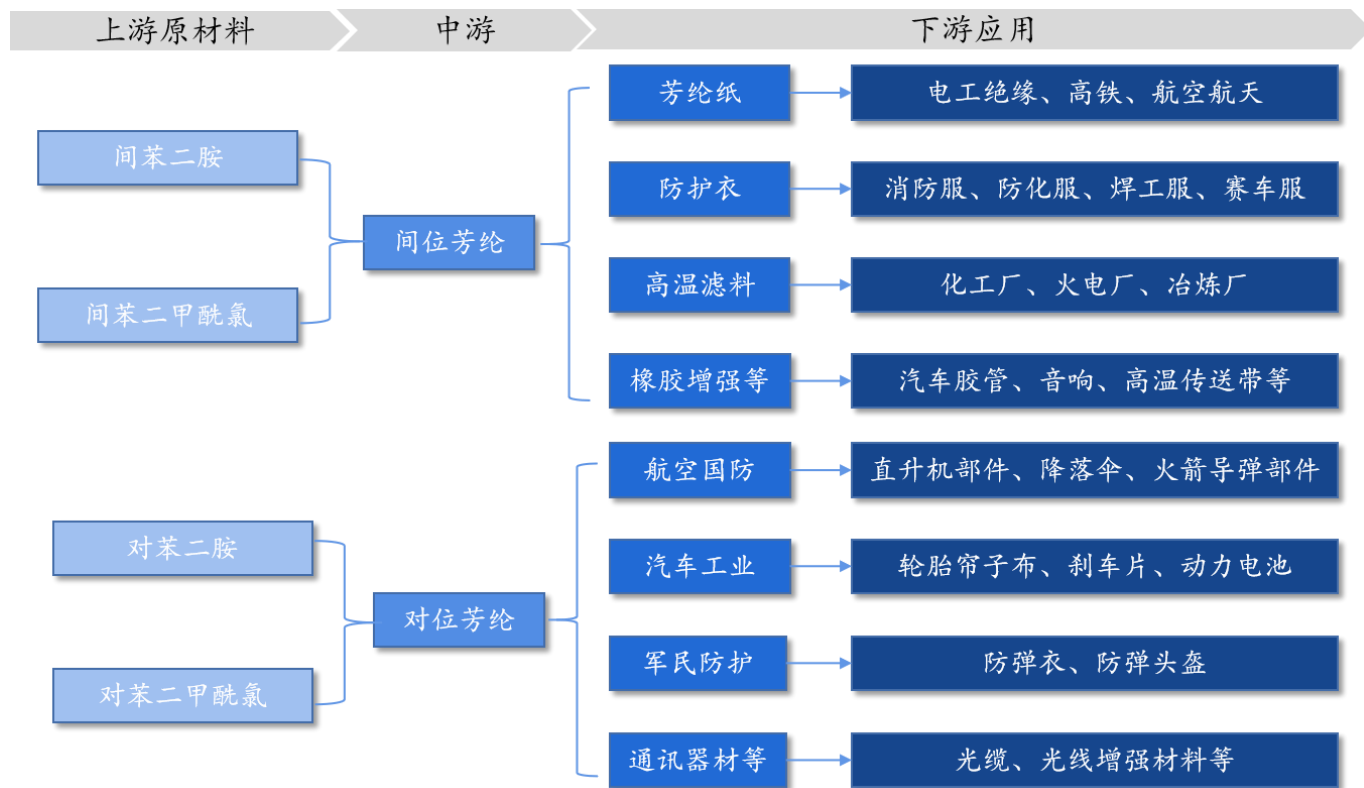 上游原材料
中游
下游应用
间苯二胺
间苯二甲酰氯
间位芳纶
芳纶纸
电工绝缘、高铁、航空航天
防护衣
消防服、防化服、焊工服、赛车服
高温滤料
化工厂、火电厂、冶炼厂
橡胶增强等
汽车胶管、音响、高温传送带等
对苯二胺
对苯二甲酰氯
对位芳纶
航空国防
直升机部件、降落伞、火箭导弹部件
汽车工业
轮胎帘子布、刹车片、动力电池
军民防护
防弹衣、防弹头盔
通讯器材等
光缆、光线增强材料等